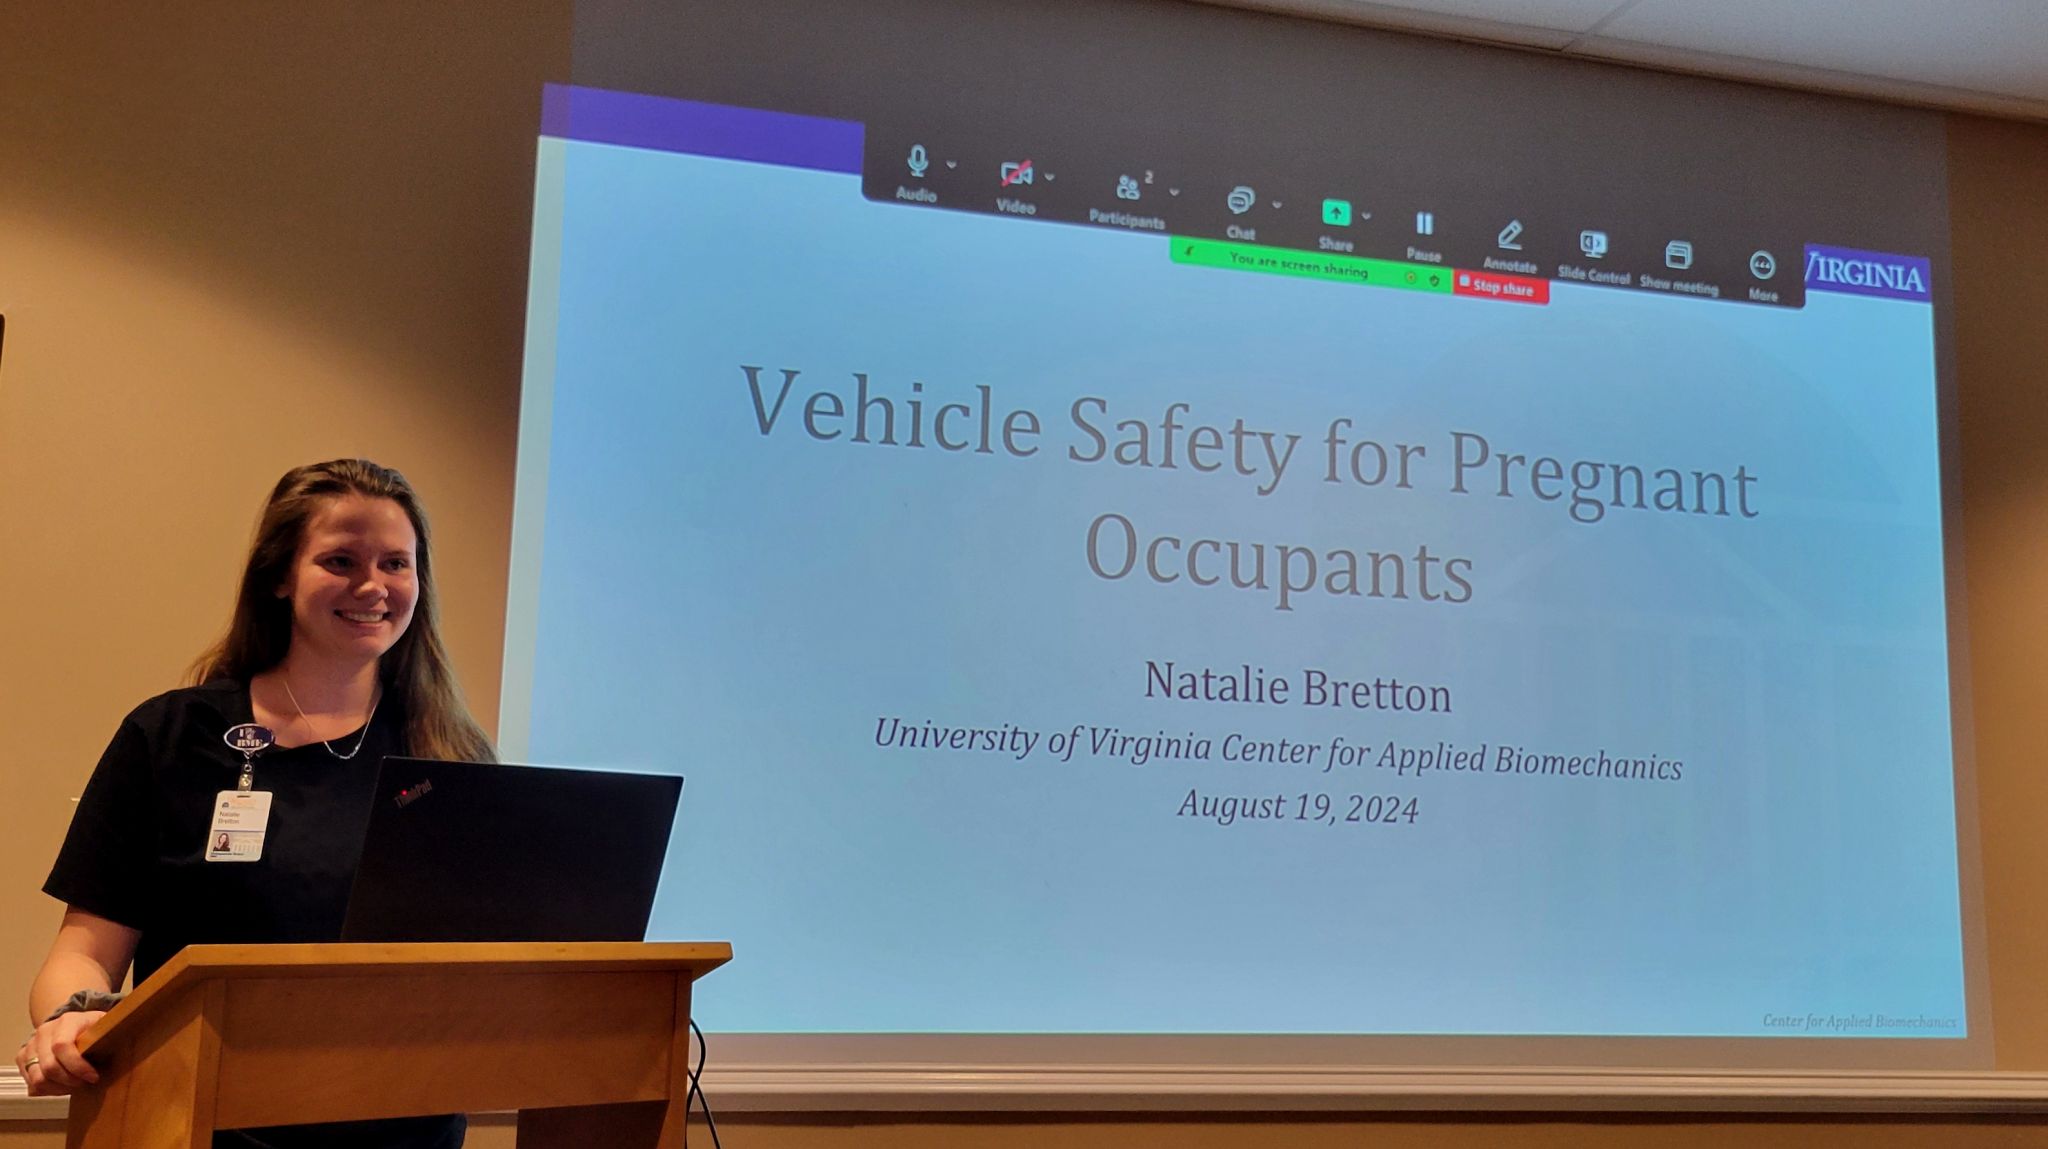 Audio
Video
Participants
2
Chat
Share
Pause
Annotate
Slide Control
Show meeting
More
You are screen sharing
Stop share
VIRGINIA
Vehicle Safety for Pregnant
Occupants
Natalie Bretton
University of Virginia Center for Applied Biomechanics
August 19, 2024
Center for Applied Biomechanics
BME
Natalie
Bretton
ThinkPad